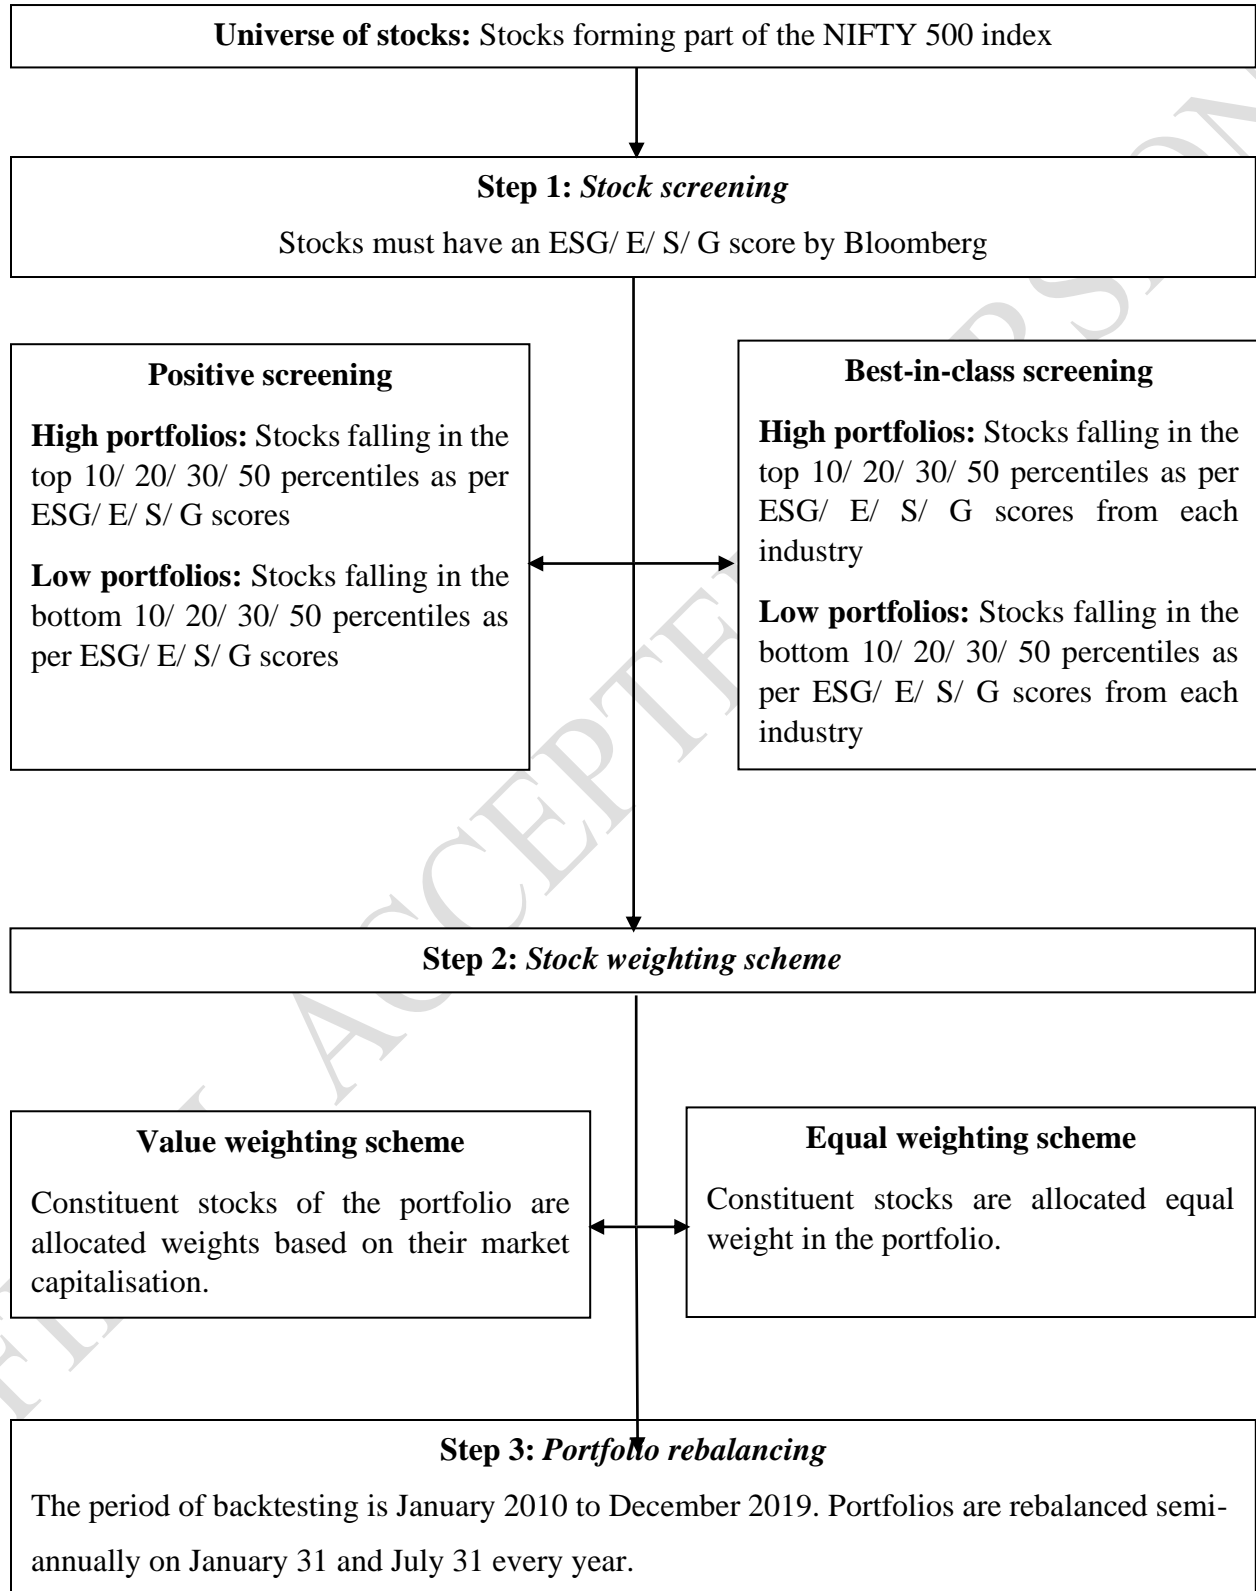 Universe of stocks: Stocks forming part of the NIFTY 500 index
Step 1: Stock screening
Stocks must have an ESG/ E/ S/ G score by Bloomberg
Positive screening
High portfolios: Stocks falling in the
top 10/ 20/ 30/ 50 percentiles as per
ESG/ E/ S/ G scores
Low portfolios: Stocks falling in the
bottom 10/ 20/ 30/ 50 percentiles as
per ESG/ E/ S/ G scores
Best-in-class screening
High portfolios: Stocks falling in the
top 10/ 20/ 30/ 50 percentiles as per
ESG/ E/ S/ G scores from each
industry
Low portfolios: Stocks falling in the
bottom 10/ 20/ 30/ 50 percentiles as
per ESG/ E/ S/ G scores from each
industry
Step 2: Stock weighting scheme
Value weighting scheme
Constituent stocks of the portfolio are
allocated weights based on their market
capitalisation.
Equal weighting scheme
Constituent stocks are allocated equal
weight in the portfolio.
Step 3: Portfolio rebalancing
The period of backtesting is January 2010 to December 2019. Portfolios are rebalanced semi-
annually on January 31 and July 31 every year.